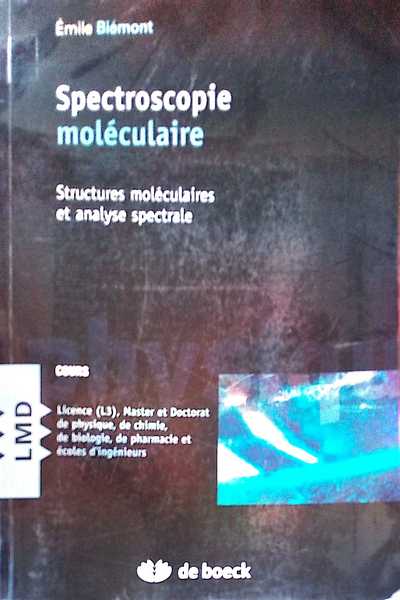 Émile Biémont
Spectroscopie
moléculaire
Structures moléculaires
et analyse spectrale
COURS
LMD
Licence (L3), Master et Doctorat
de physique, de chimie,
de biologie, de pharmacie et
écoles d'ingénieurs
de boeck